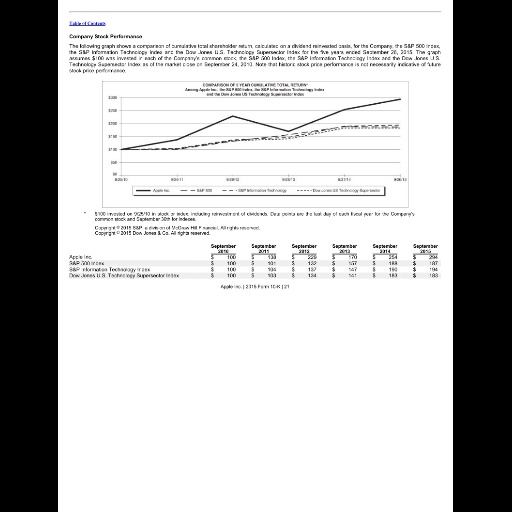 Table of Contents
Company Stock Performance
The following graph shows a comparison of cumulative total shareholder return, calculated on a dividend reinvested basis, for the Company, the S&P 500 Index,
the S&P Information Technology Index and the Dow Jones U.S. Technology Supersector Index for the five years ended September 26, 2015. The graph
assumes $100 was invested in each of the Company's common stock, the S&P 500 Index, the S&P Information Technology Index and the Dow Jones U.S.
Technology Supersector Index as of the market close on September 24, 2010. Note that historic stock price performance is not necessarily indicative of future
stock price performance.
COMPARISON OF 5 YEAR CUMULATIVE TOTAL RETURN*
Among Apple Inc., the S&P 500 Index, the S&P Information Technology Index
and the Dow Jones US Technology Supersector Index
$300
$250
$200
$150
$100
$50
$0
9/25/10 9/24/11 9/29/12 9/28/13 9/27/14 9/26/15
Apple Inc. S&P 500 S&P Information Technology Dow Jones US Technology Supersector
* $100 invested on 9/25/10 in stock or index, including reinvestment of dividends. Data points are the last day of each fiscal year for the Company's
common stock and September 30th for indexes.
Copyright© 2015 S&P, a division of McGraw Hill Financial. All rights reserved.
Copyright© 2015 Dow Jones & Co. All rights reserved.
September 2010 September 2011 September 2012 September 2013 September 2014 September 2015
Apple Inc. $ 100 $ 138 $ 229 $ 170 $ 254 $ 294
S&P 500 Index $ 100 $ 101 $ 132 $ 157 $ 188 $ 187
S&P Information Technology Index $ 100 $ 104 $ 137 $ 147 $ 190 $ 194
Dow Jones U.S. Technology Supersector Index $ 100 $ 103 $ 134 $ 141 $ 183 $ 183
Apple Inc. | 2015 Form 10-K | 21